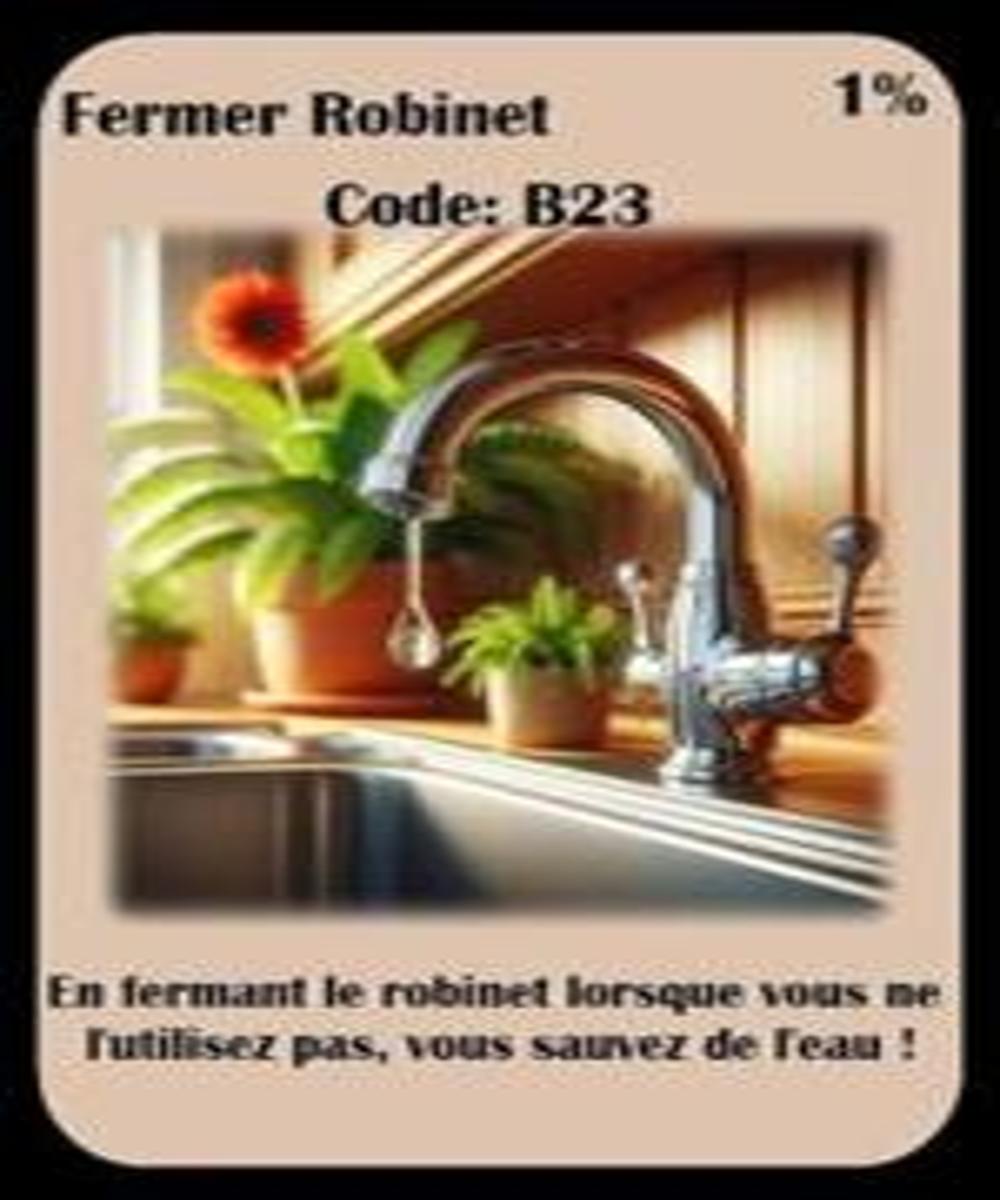 Fermer Robinet
1%
Code: B23
En fermant le robinet lorsque vous ne
l'utilisez pas, vous sauvez de l'eau !